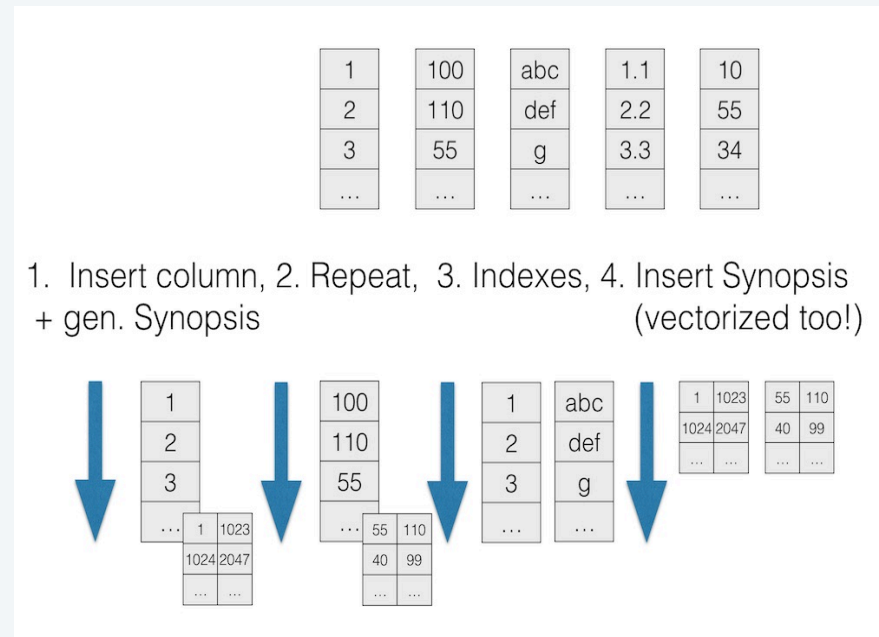 1 100 abc 1.1 10
2 110 def 2.2 55
3 55 g 3.3 34
... ... ... ... ...
1. Insert column, 2. Repeat, 3. Indexes, 4. Insert Synopsis
+ gen. Synopsis (vectorized too!)
1 100 1 abc 1 1023 55 110
2 110 2 def 1024 2047 40 99
3 55 3 g ... ... ... ...
... ... ... ...
1 1023 55 110
1024 2047 40 99
... ... ... ...